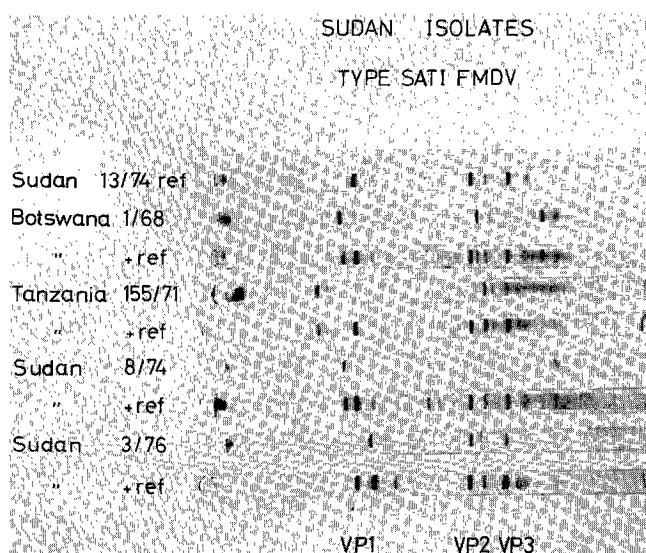 SUDAN ISOLATES
TYPE SATI FMDV
Sudan 13/74 ref
Botswana 1/68
" +ref
Tanzania 155/71
" +ref
Sudan 8/74
" +ref
Sudan 3/76
" +ref
VP1 VP2 VP3